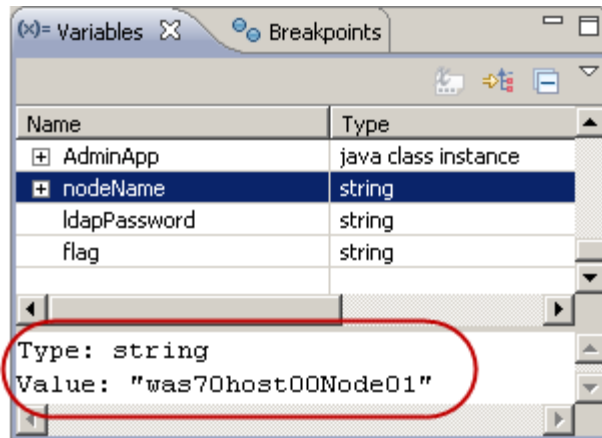 (x)= Variables Breakpoints
Name Type
AdminApp java class instance
nodeName string
ldapPassword string
flag string
Type: string
Value: "was70host00Node01"